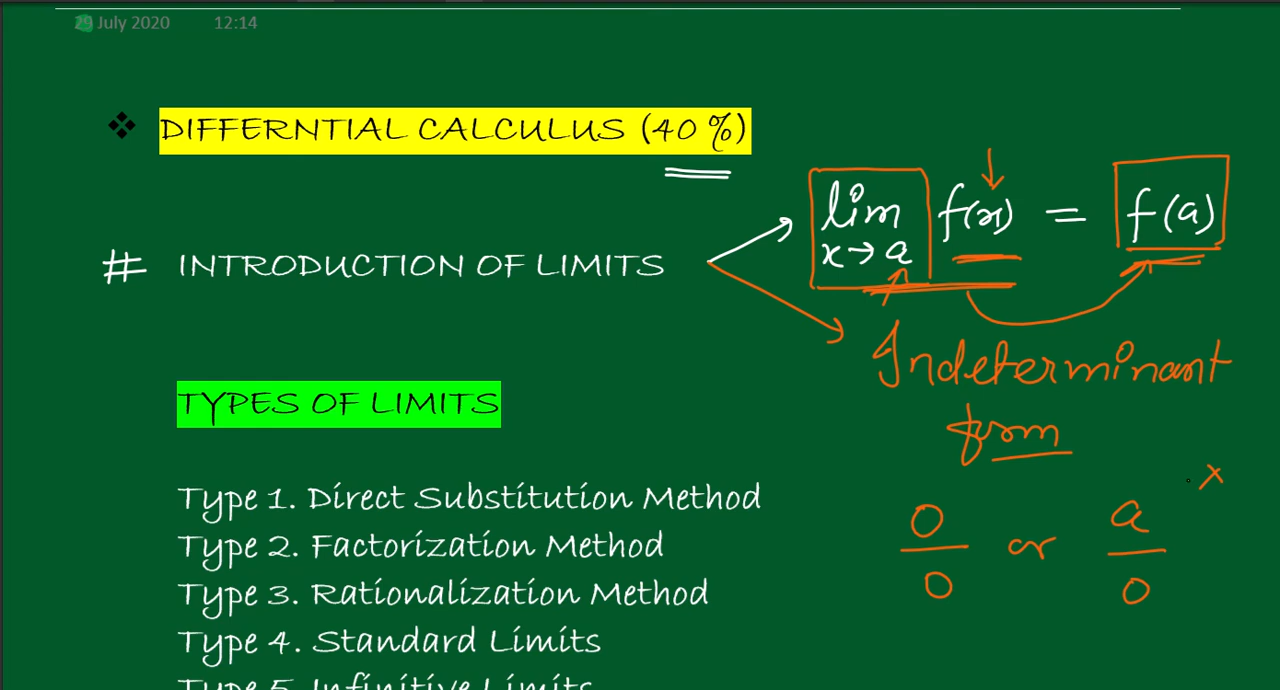 29 July 2020 12:14
❖ DIFFERNTIAL CALCULUS (40%)
lim x→a f(x) = f(a)
# INTRODUCTION OF LIMITS
Indeterminant
form
0/0 or a/0 x
TYPES OF LIMITS
Type 1. Direct Substitution Method
Type 2. Factorization Method
Type 3. Rationalization Method
Type 4. Standard Limits
Type 5. Infinitive Limits